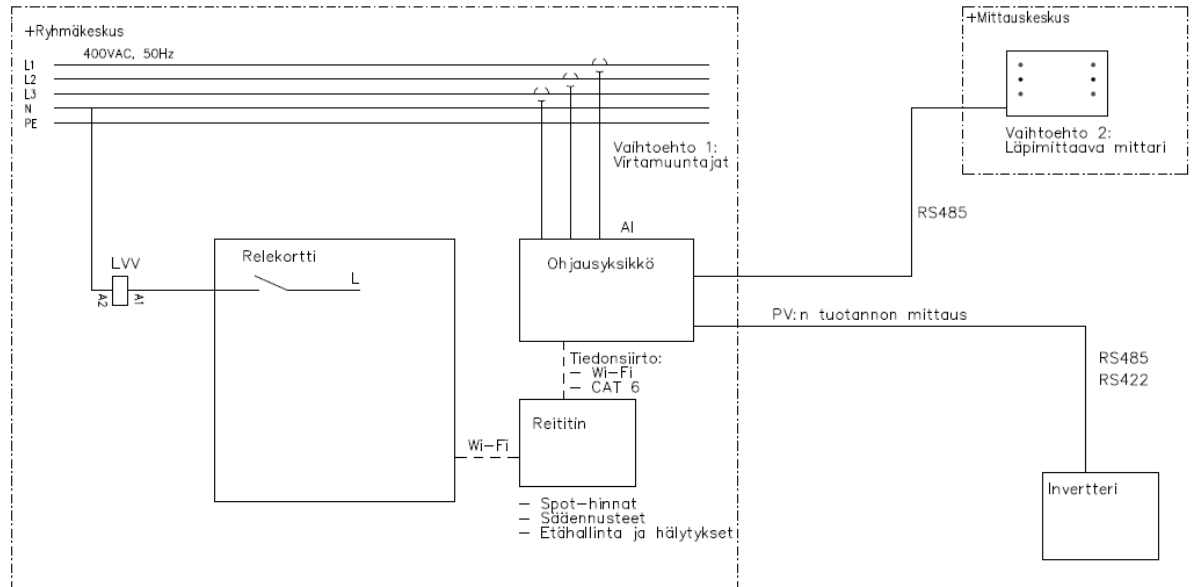 +Ryhmäkeskus
400VAC, 50Hz
L1
L2
L3
N
PE
Vaihtoehto 1:
Virtamuuntajat
+Mittauskeskus
Vaihtoehto 2:
Läpimittaava mittari
RS485
AI
LVV
A2
A1
Relekortti
L
Ohjausyksikkö
PV:n tuotannon mittaus
RS485
RS422
Tiedonsiirto:
– Wi-Fi
– CAT 6
Reititin
Wi-Fi
– Spot-hinnat
– Sääennusteet
– Etähallinta ja hälytykset
Invertteri